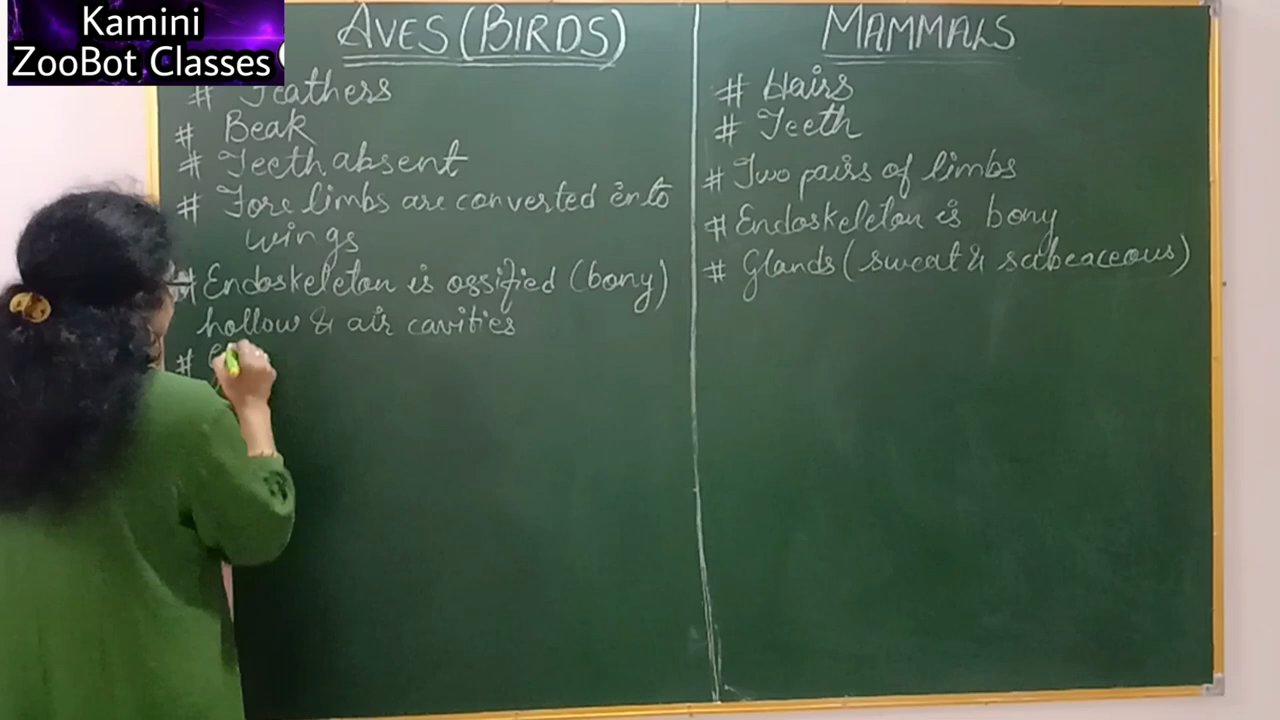 Kamini
ZooBot Classes
AVES (BIRDS)
# Feathers
# Beak
# Teeth absent
# Fore limbs are converted into
wings
# Endoskeleton is ossified (bony)
hollow & air cavities
#
MAMMALS
# Hairs
# Teeth
# Two pairs of limbs
# Endoskeleton is bony
# Glands (sweat & scibeaceous)